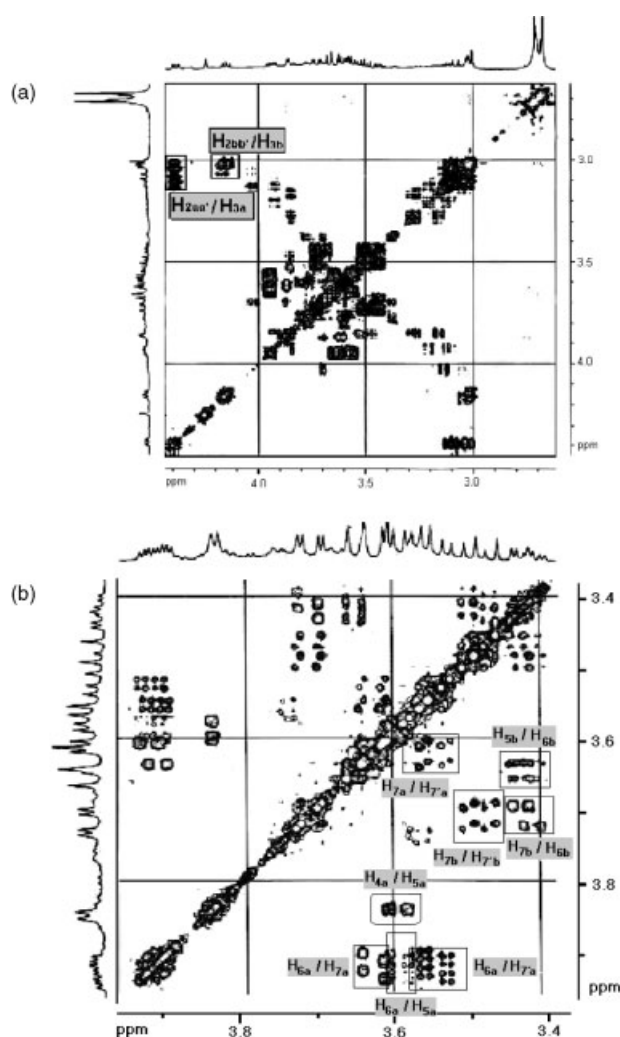 (a)
H2bb' / H3b
H2aa' / H3a
3.0
3.5
4.0
ppm
ppm 4.0 3.5 3.0
(b)
3.4
H5b / H6b
3.6
H7a / H7'a
H7b / H7'b
H7b / H6b
H4a / H5a
3.8
H6a / H7a
H6a / H7'a
H6a / H5a
ppm
ppm 3.8 3.6 3.4